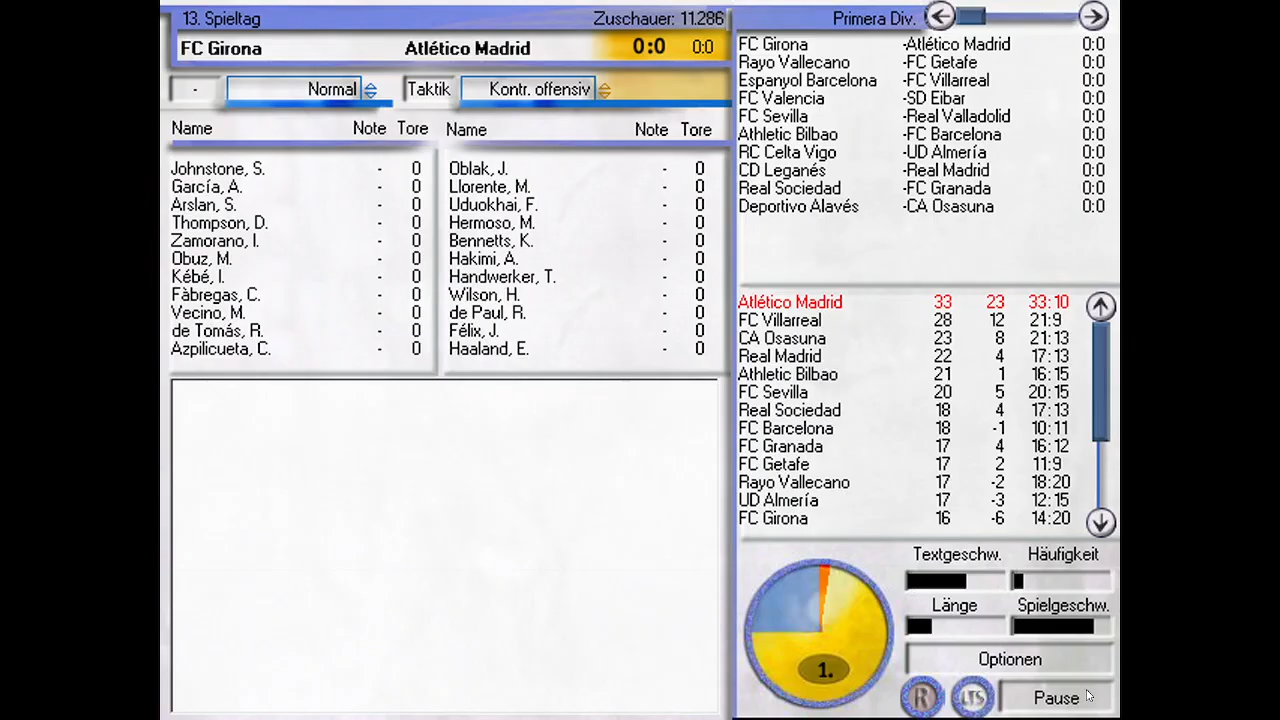 13. Spieltag Zuschauer: 11.286
FC Girona Atlético Madrid 0:0 0:0
- Normal Taktik Kontr. offensiv
Name Note Tore Name Note Tore
Johnstone, S. - 0 Oblak, J. - 0
García, A. - 0 Llorente, M. - 0
Arslan, S. - 0 Uduokhai, F. - 0
Thompson, D. - 0 Hermoso, M. - 0
Zamorano, I. - 0 Bennetts, K. - 0
Obuz, M. - 0 Hakimi, A. - 0
Kébé, I. - 0 Handwerker, T. - 0
Fàbregas, C. - 0 Wilson, H. - 0
Vecino, M. - 0 de Paul, R. - 0
de Tomás, R. - 0 Félix, J. - 0
Azpilicueta, C. - 0 Haaland, E. - 0
Primera Div.
FC Girona -Atlético Madrid 0:0
Rayo Vallecano -FC Getafe 0:0
Espanyol Barcelona -FC Villarreal 0:0
FC Valencia -SD Eibar 0:0
FC Sevilla -Real Valladolid 0:0
Athletic Bilbao -FC Barcelona 0:0
RC Celta Vigo -UD Almería 0:0
CD Leganés -Real Madrid 0:0
Real Sociedad -FC Granada 0:0
Deportivo Alavés -CA Osasuna 0:0
Atlético Madrid 33 23 33:10
FC Villarreal 28 12 21:9
CA Osasuna 23 8 21:13
Real Madrid 22 4 17:13
Athletic Bilbao 21 1 16:15
FC Sevilla 20 5 20:15
Real Sociedad 18 4 17:13
FC Barcelona 18 -1 10:11
FC Granada 17 4 16:12
FC Getafe 17 2 11:9
Rayo Vallecano 17 -2 18:20
UD Almería 17 -3 12:15
FC Girona 16 -6 14:20
Textgeschw. Häufigkeit
Länge Spielgeschw.
1.
Optionen
R LTS Pause